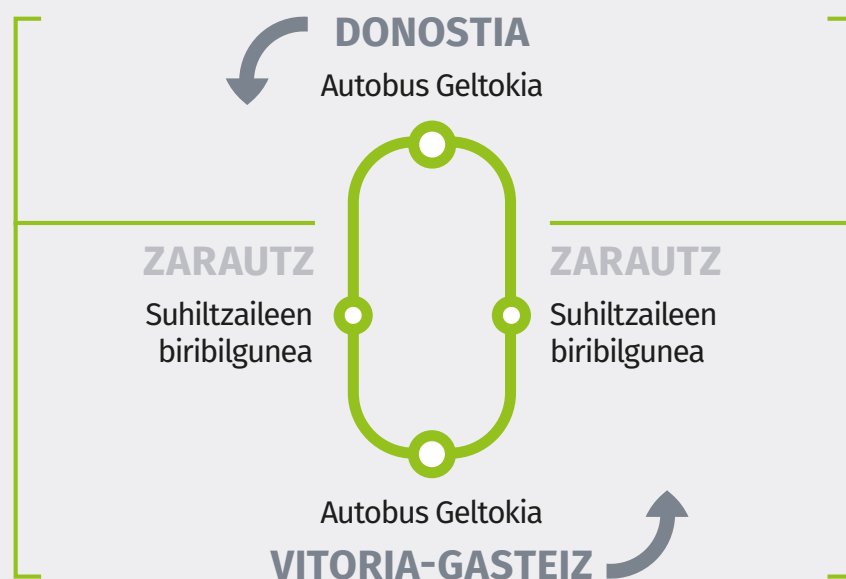 DONOSTIA
Autobus Geltokia
ZARAUTZ
Suhiltzaileen
biribilgunea
ZARAUTZ
Suhiltzaileen
biribilgunea
Autobus Geltokia
VITORIA-GASTEIZ